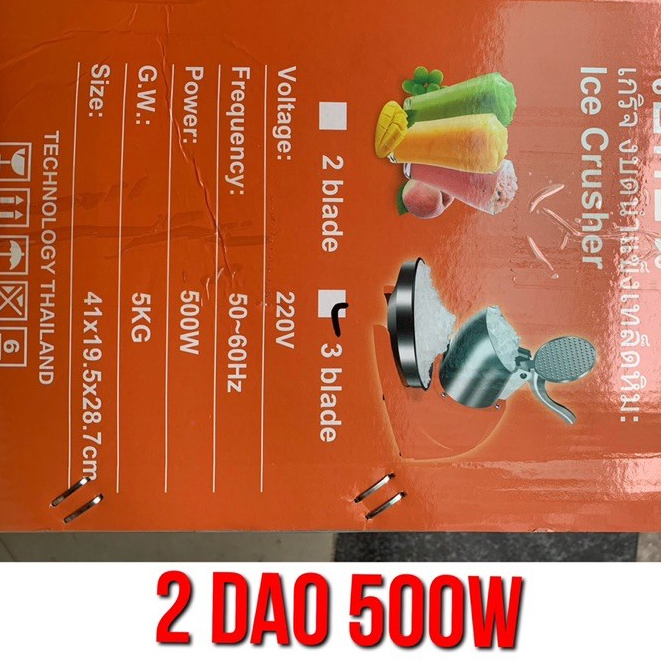 Ice Crusher
2 blade
3 blade
Voltage: 220V
Frequency: 50~60Hz
Power: 500W
G.W.: 5KG
Size: 41x19.5x28.7cm
TECHNOLOGY THAILAND
6
2 DAO 500W